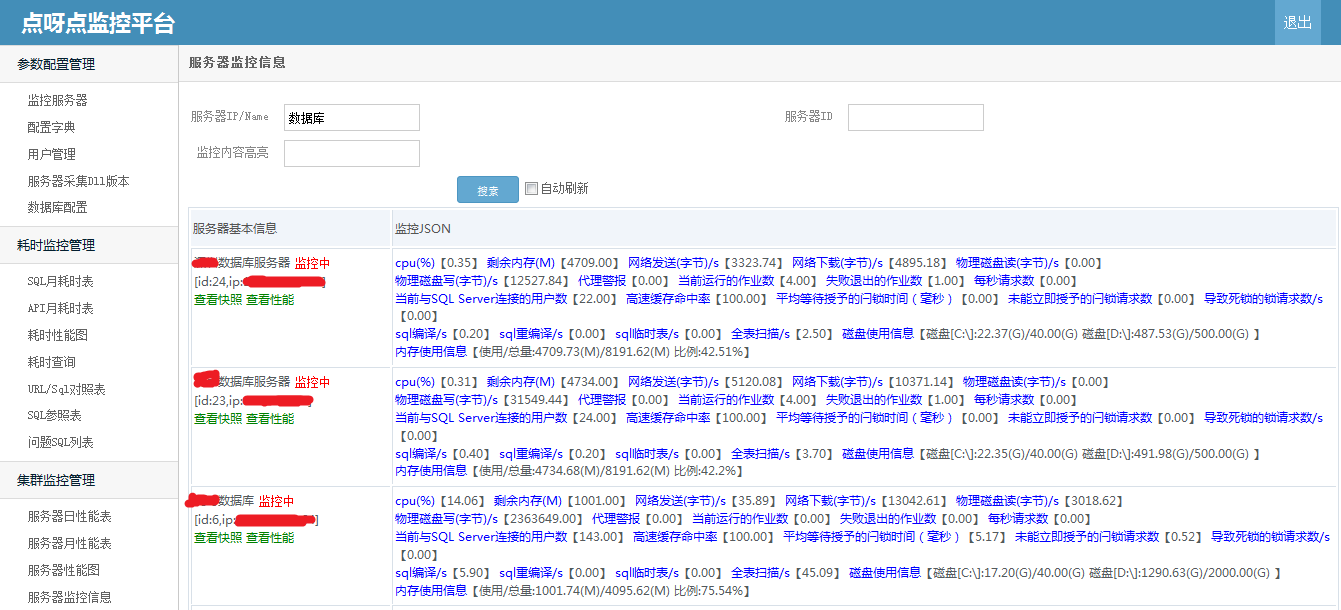 点呀点监控平台
退出
参数配置管理
监控服务器
配置字典
用户管理
服务器采集Dll版本
数据库配置
耗时监控管理
SQL月耗时表
API月耗时表
耗时性能图
耗时查询
URL/Sql对照表
SQL参照表
问题SQL列表
集群监控管理
服务器日性能表
服务器月性能表
服务器性能图
服务器监控信息
服务器监控信息
服务器IP/Name 数据库 服务器ID
监控内容高亮
搜索 自动刷新
服务器基本信息 监控JSON
数据库服务器 监控中
[id:24,ip: ]
查看快照 查看性能
cpu(%)【0.35】 剩余内存(M)【4709.00】 网络发送(字节)/s【3323.74】 网络下载(字节)/s【4895.18】 物理磁盘读(字节)/s【0.00】
物理磁盘写(字节)/s【12527.84】 代理警报【0.00】 当前运行的作业数【4.00】 失败退出的作业数【1.00】 每秒请求数【0.00】
当前与SQL Server连接的用户数【22.00】 高速缓存命中率【100.00】 平均等待授予的闩锁时间（毫秒）【0.00】 未能立即授予的闩锁请求数【0.00】 导致死锁的锁请求数/s
【0.00】
sql编译/s【0.20】 sql重编译/s【0.00】 sql临时表/s【0.00】 全表扫描/s【2.50】 磁盘使用信息【磁盘[C:\]:22.37(G)/40.00(G) 磁盘[D:\]:487.53(G)/500.00(G) 】
内存使用信息【使用/总量:4709.73(M)/8191.62(M) 比例:42.51%】
数据库服务器 监控中
[id:23,ip:
查看快照 查看性能
cpu(%)【0.31】 剩余内存(M)【4734.00】 网络发送(字节)/s【5120.08】 网络下载(字节)/s【10371.14】 物理磁盘读(字节)/s【0.00】
物理磁盘写(字节)/s【31549.44】 代理警报【0.00】 当前运行的作业数【4.00】 失败退出的作业数【1.00】 每秒请求数【0.00】
当前与SQL Server连接的用户数【24.00】 高速缓存命中率【100.00】 平均等待授予的闩锁时间（毫秒）【0.00】 未能立即授予的闩锁请求数【0.00】 导致死锁的锁请求数/s
【0.00】
sql编译/s【0.40】 sql重编译/s【0.20】 sql临时表/s【0.00】 全表扫描/s【3.70】 磁盘使用信息【磁盘[C:\]:22.35(G)/40.00(G) 磁盘[D:\]:491.98(G)/500.00(G) 】
内存使用信息【使用/总量:4734.68(M)/8191.62(M) 比例:42.2%】
数据库 监控中
[id:6,ip: ]
查看快照 查看性能
cpu(%)【14.06】 剩余内存(M)【1001.00】 网络发送(字节)/s【35.89】 网络下载(字节)/s【13042.61】 物理磁盘读(字节)/s【3018.62】
物理磁盘写(字节)/s【2363649.00】 代理警报【0.00】 当前运行的作业数【0.00】 失败退出的作业数【0.00】 每秒请求数【0.00】
当前与SQL Server连接的用户数【143.00】 高速缓存命中率【100.00】 平均等待授予的闩锁时间（毫秒）【5.17】 未能立即授予的闩锁请求数【0.52】 导致死锁的锁请求数/s
【0.00】
sql编译/s【5.90】 sql重编译/s【0.00】 sql临时表/s【0.00】 全表扫描/s【45.09】 磁盘使用信息【磁盘[C:\]:17.20(G)/40.00(G) 磁盘[D:\]:1290.63(G)/2000.00(G) 】
内存使用信息【使用/总量:1001.74(M)/4095.62(M) 比例:75.54%】